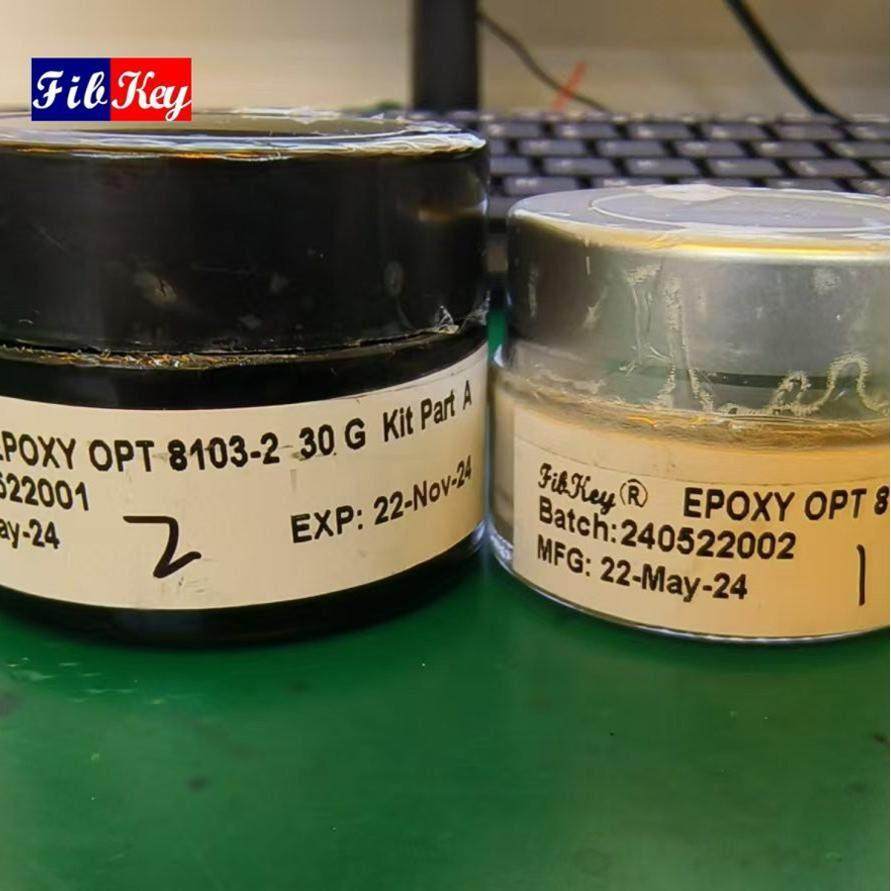 FibKey
EPOXY OPT 8103-2 30 G Kit Part A
522001
ay-24
EXP: 22-Nov-24
2
FibKey® EPOXY OPT 8
Batch:240522002
MFG: 22-May-24
1